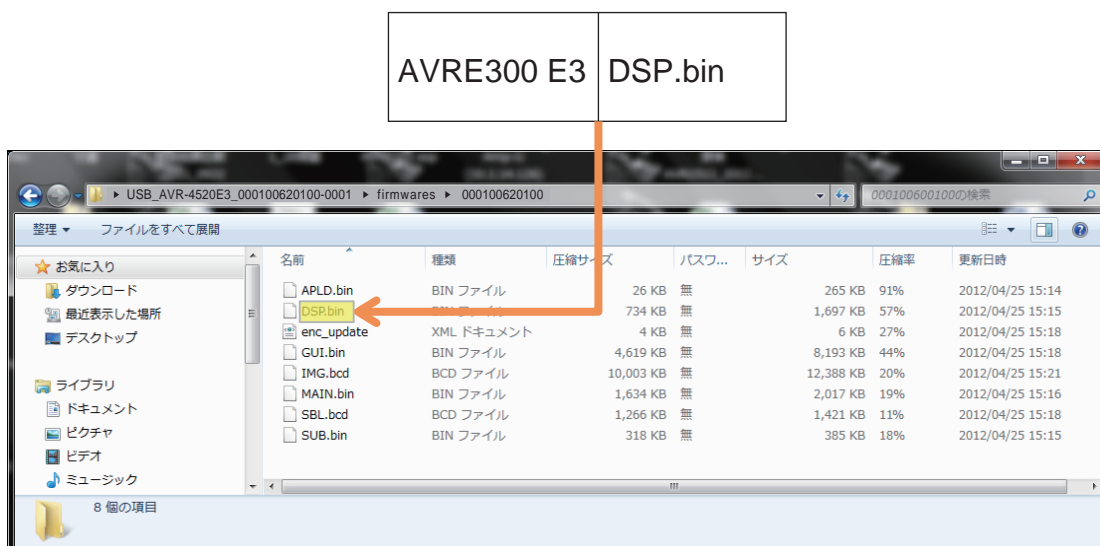 AVRE300 E3 DSP.bin
USB_AVR-4520E3_000100620100-0001 ▸ firmwares ▸ 000100620100
000100600100の検索
整理 ファイルをすべて展開
お気に入り
ダウンロード
最近表示した場所
デスクトップ
ライブラリ
ドキュメント
ピクチャ
ビデオ
ミュージック
名前 種類 圧縮サイズ パスワ... サイズ 圧縮率 更新日時
APLD.bin BIN ファイル 26 KB 無 265 KB 91% 2012/04/25 15:14
DSP.bin BIN ファイル 734 KB 無 1,697 KB 57% 2012/04/25 15:15
enc_update XML ドキュメント 4 KB 無 6 KB 27% 2012/04/25 15:18
GUI.bin BIN ファイル 4,619 KB 無 8,193 KB 44% 2012/04/25 15:18
IMG.bcd BCD ファイル 10,003 KB 無 12,388 KB 20% 2012/04/25 15:21
MAIN.bin BIN ファイル 1,634 KB 無 2,017 KB 19% 2012/04/25 15:16
SBL.bcd BCD ファイル 1,266 KB 無 1,421 KB 11% 2012/04/25 15:18
SUB.bin BIN ファイル 318 KB 無 385 KB 18% 2012/04/25 15:15
8 個の項目